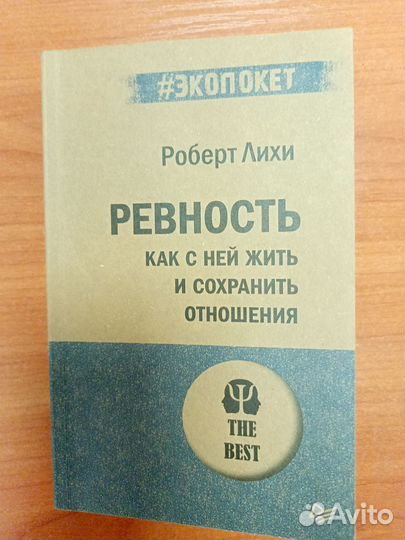 #ЭКОПОКЕТ
Роберт Лихи
РЕВНОСТЬ
КАК С НЕЙ ЖИТЬ
И СОХРАНИТЬ
ОТНОШЕНИЯ
Ψ
THE
BEST
Avito